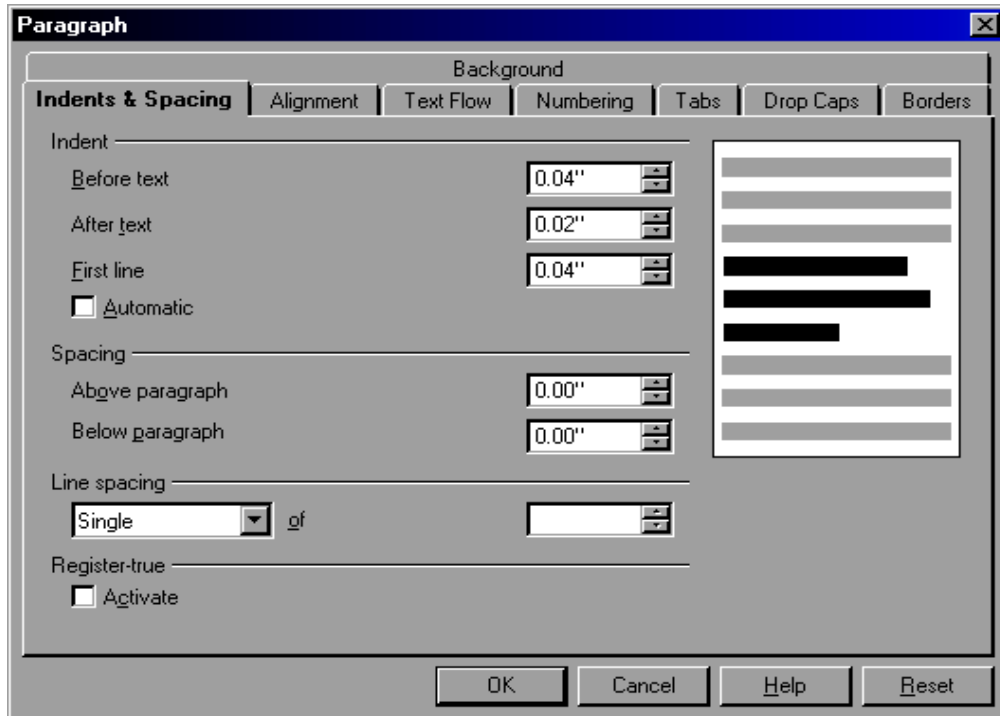 Paragraph
Background
Indents & Spacing Alignment Text Flow Numbering Tabs Drop Caps Borders
Indent
Before text 0.04"
After text 0.02"
First line 0.04"
Automatic
Spacing
Above paragraph 0.00"
Below paragraph 0.00"
Line spacing
Single of
Register-true
Activate
OK Cancel Help Reset